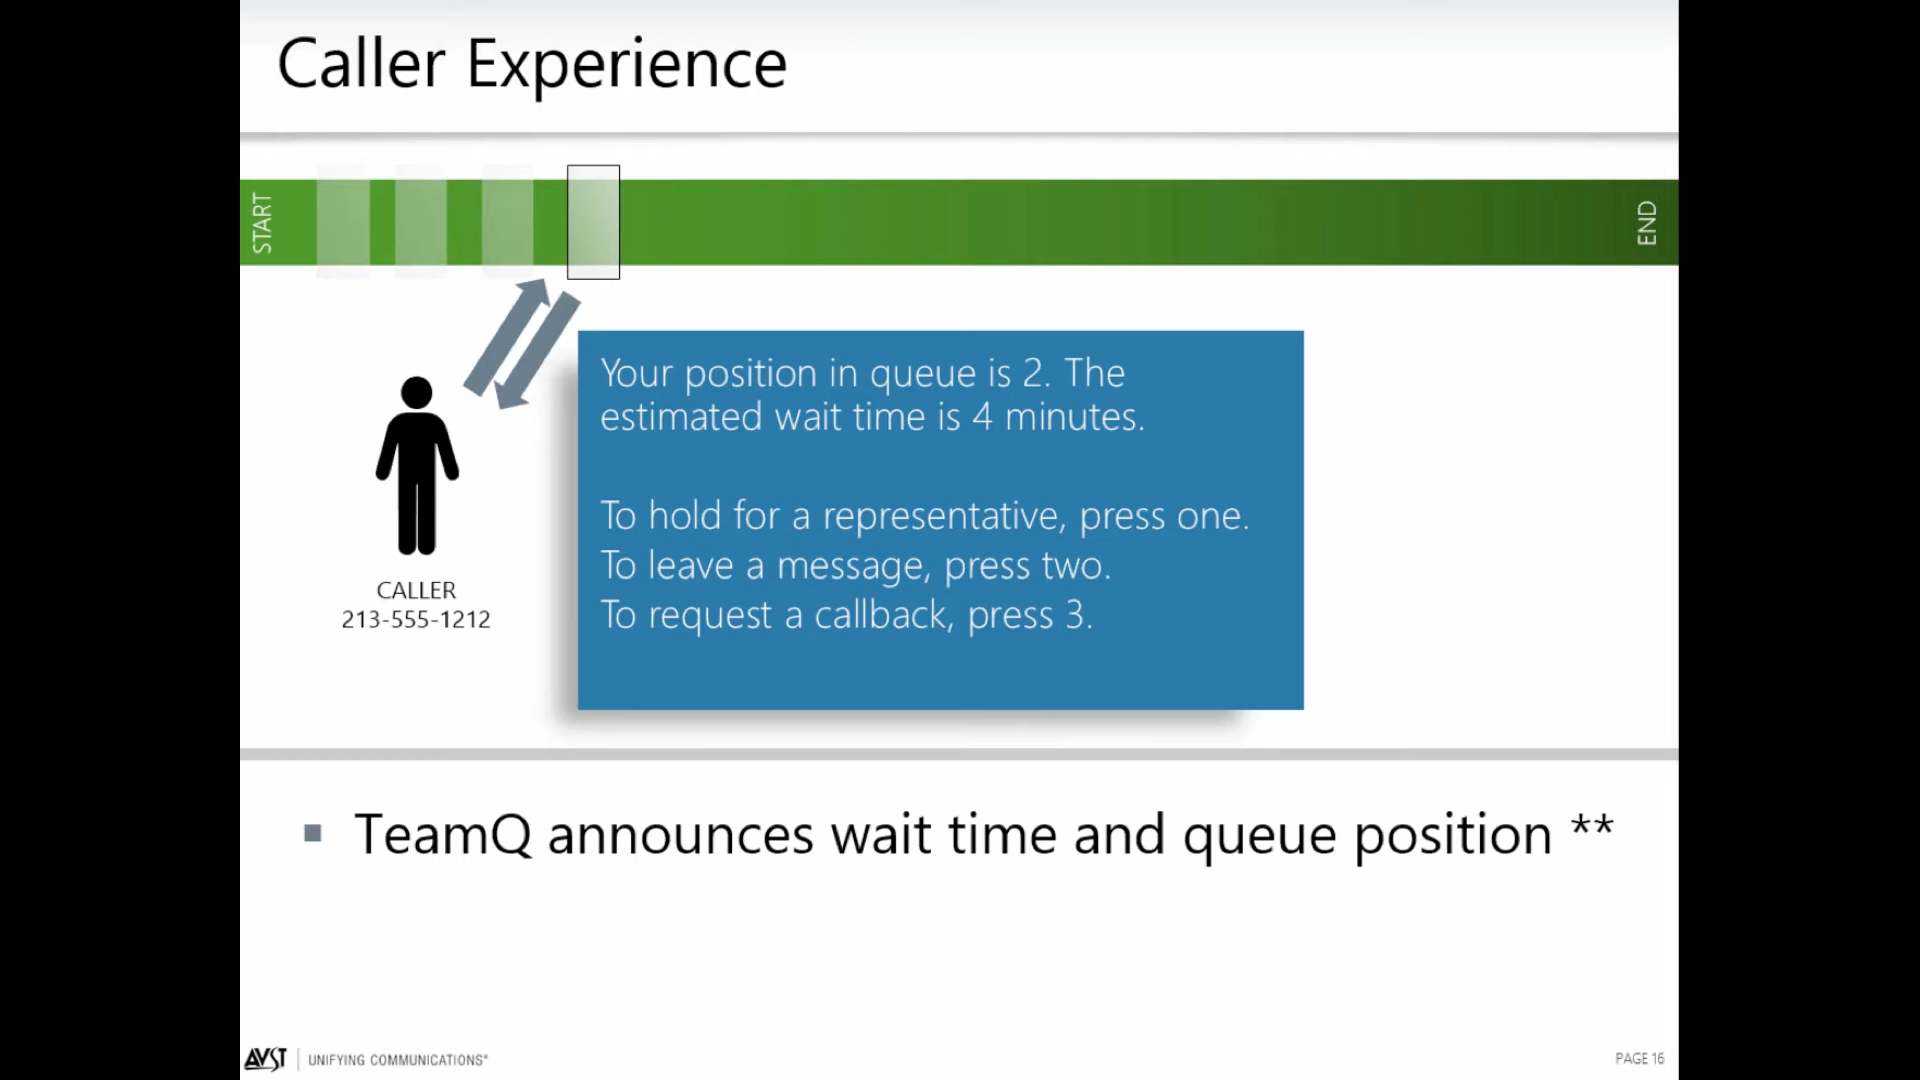 Caller Experience
START
END
Your position in queue is 2. The
estimated wait time is 4 minutes.
To hold for a representative, press one.
To leave a message, press two.
To request a callback, press 3.
CALLER
213-555-1212
▪ TeamQ announces wait time and queue position **
AVST | UNIFYING COMMUNICATIONS®
PAGE 16